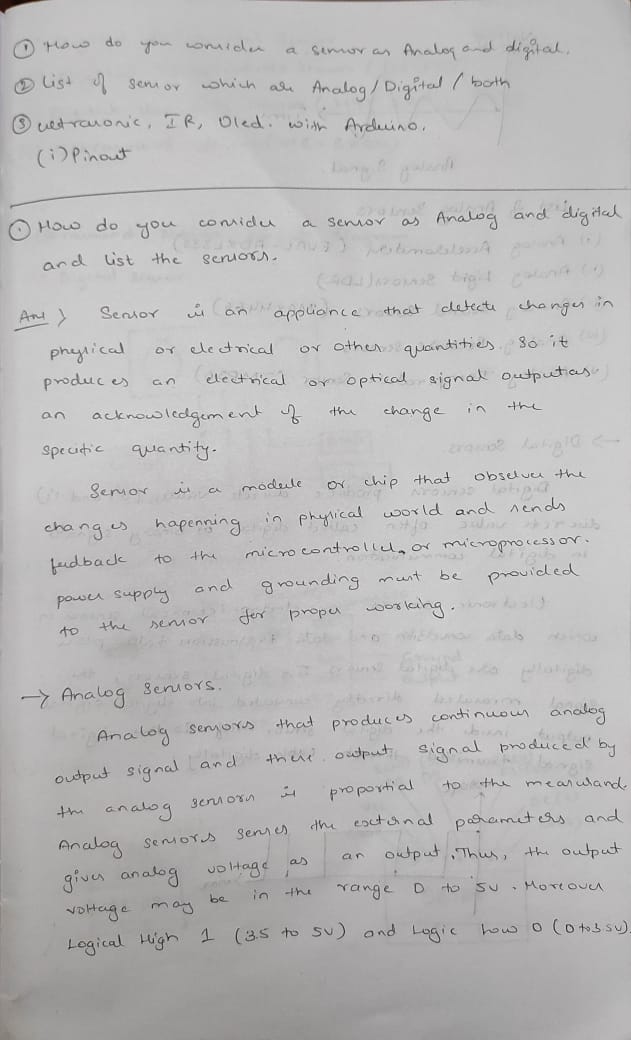 ① How do you consider a sensor as Analog and digital.
② List of sensor which are Analog/Digital/both
③ ultrasonic, IR, Oled. with Arduino.
(i) Pinout
① How do you consider a sensor as Analog and digital
and list the sensors.
Ans) Sensor is an appliance that detects changes in
physical or electrical or other quantities. So it
produces an electrical or optical signal output as
an acknowledgement of the change in the
specific quantity.
Sensor is a module or chip that observes the
changes hapenning in physical world and sends
feedback to the microcontroller or microprocessor.
power supply and grounding must be provided
to the sensor for proper working.
→ Analog Sensors.
Analog sensors that produces continuous analog
output signal and these output signal produced by
the analog sensors is proportial to the measurand.
Analog sensors senses the external parameters and
gives analog voltage as an output. Thus, the output
voltage may be in the range 0 to 5v. Moreover
Logical High 1 (3.5 to 5v) and Logic how 0 (0 to 3.5v).